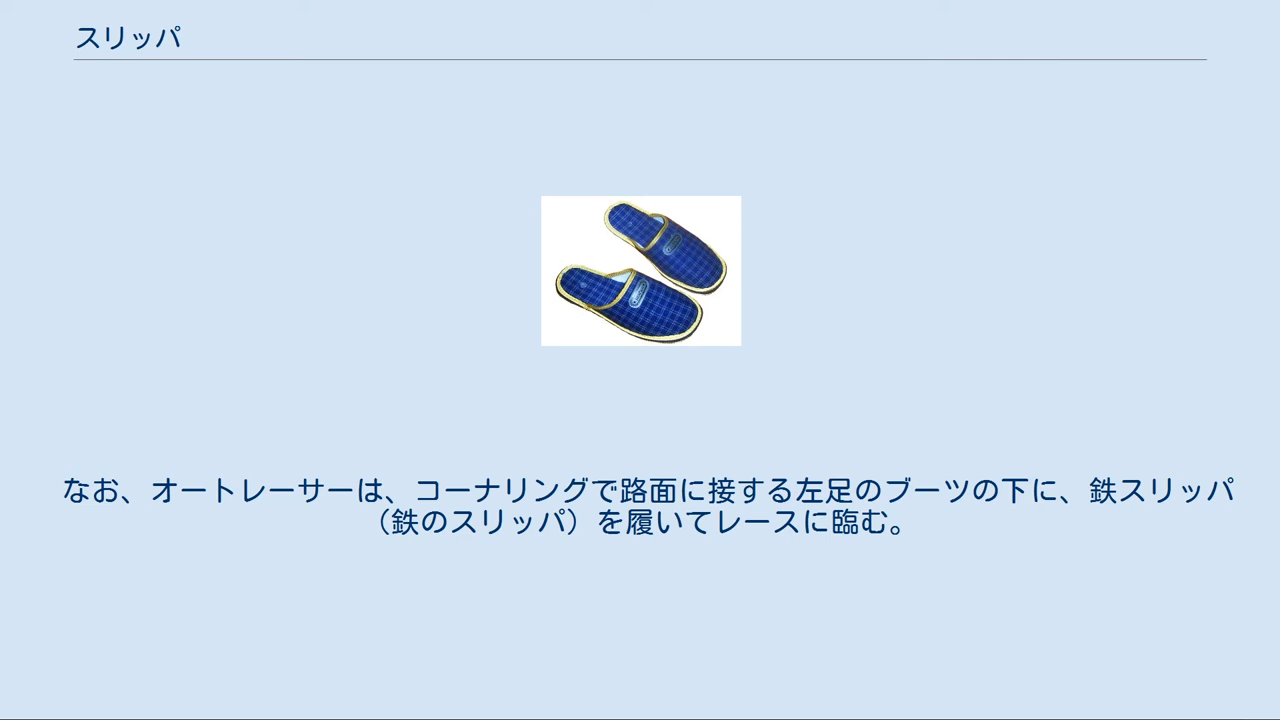 スリッパ
なお、オートレーサーは、コーナリングで路面に接する左足のブーツの下に、鉄スリッパ
（鉄のスリッパ）を履いてレースに臨む。